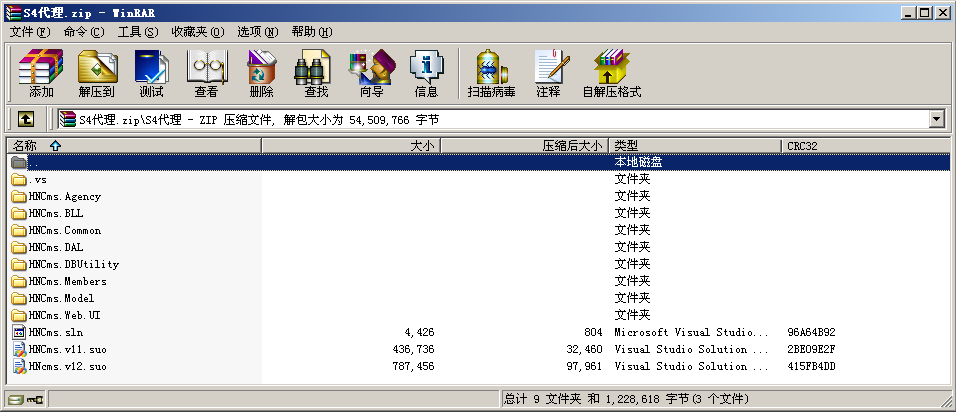 S4代理.zip - WinRAR
文件(F) 命令(C) 工具(S) 收藏夹(O) 选项(N) 帮助(H)
添加 解压到 测试 查看 删除 查找 向导 信息 扫描病毒 注释 自解压格式
S4代理.zip\S4代理 - ZIP 压缩文件, 解包大小为 54,509,766 字节
名称 大小 压缩后大小 类型 CRC32
.. 本地磁盘
.vs 文件夹
HNCms.Agency 文件夹
HNCms.BLL 文件夹
HNCms.Common 文件夹
HNCms.DAL 文件夹
HNCms.DBUtility 文件夹
HNCms.Members 文件夹
HNCms.Model 文件夹
HNCms.Web.UI 文件夹
HNCms.sln 4,426 804 Microsoft Visual Studio... 96A64B92
HNCms.v11.suo 436,736 32,460 Visual Studio Solution ... 2BE09E2F
HNcms.v12.suo 787,456 97,961 Visual Studio Solution ... 415FB4DD
总计 9 文件夹 和 1,228,618 字节(3 个文件)